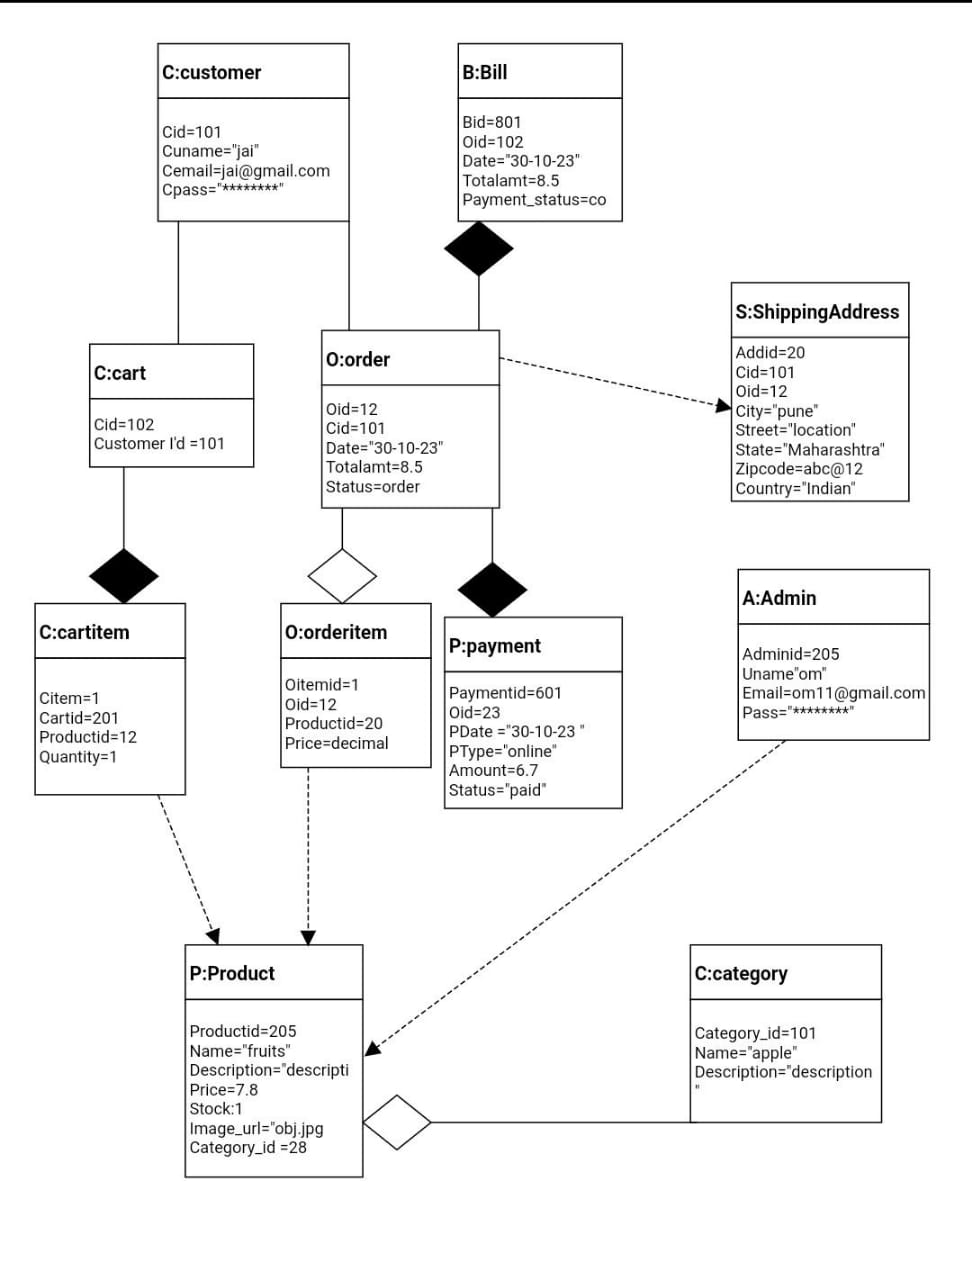 C:customer
Cid=101
Cuname="jai"
Cemail=jai@gmail.com
Cpass="********"
B:Bill
Bid=801
Oid=102
Date="30-10-23"
Totalamt=8.5
Payment_status=co
S:ShippingAddress
Addid=20
Cid=101
Oid=12
City="pune"
Street="location"
State="Maharashtra"
Zipcode=abc@12
Country="Indian"
C:cart
Cid=102
Customer I'd =101
O:order
Oid=12
Cid=101
Date="30-10-23"
Totalamt=8.5
Status=order
C:cartitem
Citem=1
Cartid=201
Productid=12
Quantity=1
O:orderitem
Oitemid=1
Oid=12
Productid=20
Price=decimal
P:payment
Paymentid=601
Oid=23
PDate ="30-10-23 "
PType="online"
Amount=6.7
Status="paid"
A:Admin
Adminid=205
Uname"om"
Email=om11@gmail.com
Pass="********"
P:Product
Productid=205
Name="fruits"
Description="descripti
Price=7.8
Stock:1
Image_url="obj.jpg
Category_id =28
C:category
Category_id=101
Name="apple"
Description="description
"